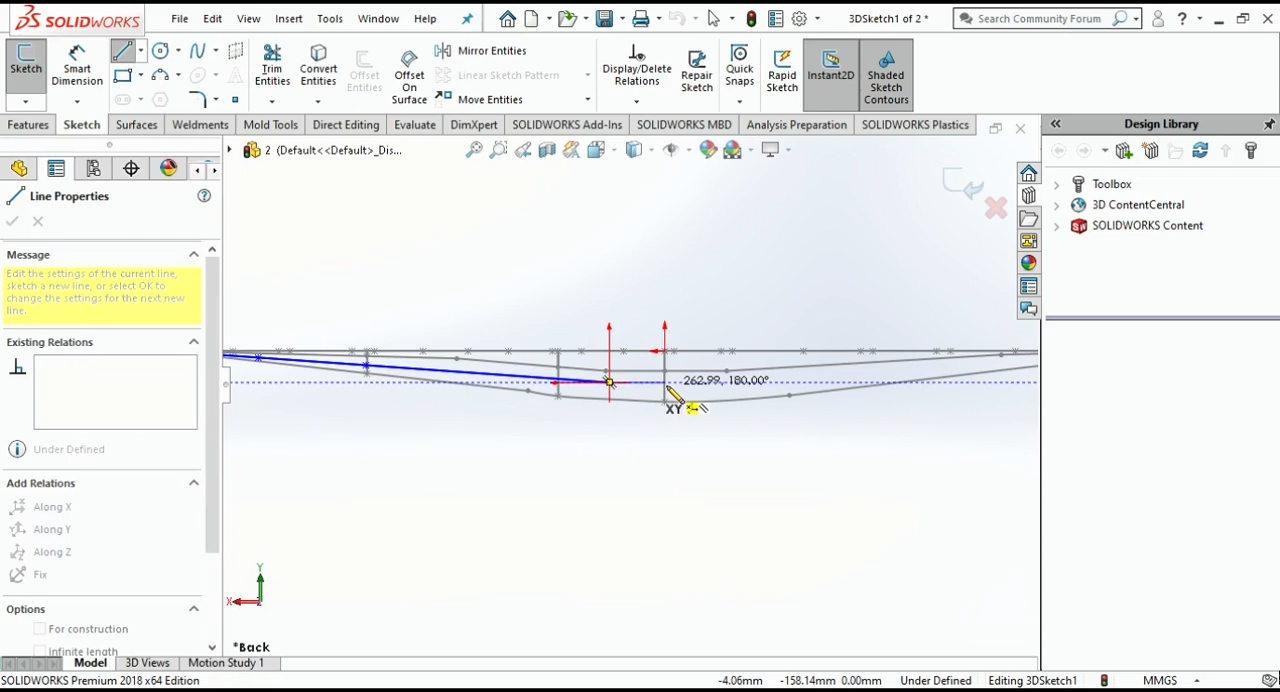 SOLIDWORKS
File Edit View Insert Tools Window Help
3DSketch1 of 2 *
Search Community Forum
?
Sketch
Smart Dimension
Trim Entities
Convert Entities
Offset Entities
Offset On Surface
Mirror Entities
Linear Sketch Pattern
Move Entities
Display/Delete Relations
Repair Sketch
Quick Snaps
Rapid Sketch
Instant2D
Shaded Sketch Contours
Features Sketch Surfaces Weldments Mold Tools Direct Editing Evaluate DimXpert SOLIDWORKS Add-Ins SOLIDWORKS MBD Analysis Preparation SOLIDWORKS Plastics
Design Library
2 (Default<<Default>_Dis...
Line Properties
Message
Edit the settings of the current line,
sketch a new line, or select OK to
change the settings for the next new
line.
Existing Relations
Under Defined
Add Relations
Along X
Along Y
Along Z
Fix
Options
For construction
Infinite length
Toolbox
3D ContentCentral
SOLIDWORKS Content
262.99, 180.00°
XY
Y
X
*Back
Model 3D Views Motion Study 1
SOLIDWORKS Premium 2018 x64 Edition
-4.06mm -158.14mm 0.00mm Under Defined Editing 3DSketch1 MMGS